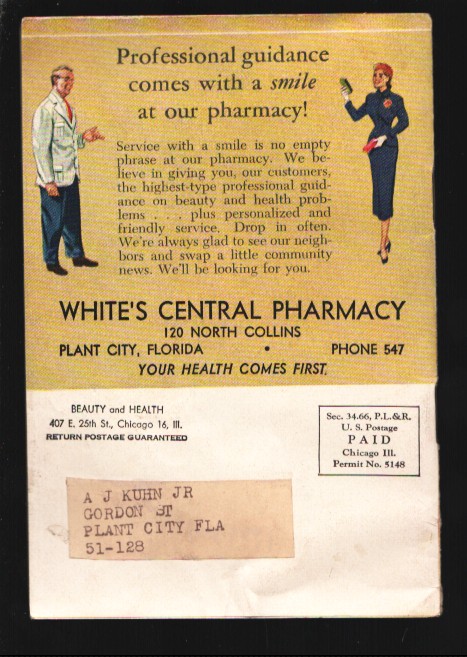 Professional guidance
comes with a smile
at our pharmacy!
Service with a smile is no empty
phrase at our pharmacy. We be-
lieve in giving you, our customers,
the highest-type professional guid-
ance on beauty and health prob-
lems . . . plus personalized and
friendly service. Drop in often.
We're always glad to see our neigh-
bors and swap a little community
news. We'll be looking for you.
WHITE'S CENTRAL PHARMACY
120 NORTH COLLINS
PLANT CITY, FLORIDA • PHONE 547
YOUR HEALTH COMES FIRST.
BEAUTY and HEALTH
407 E. 25th St., Chicago 16, Ill.
RETURN POSTAGE GUARANTEED
Sec. 34.66, P.L.&R.
U. S. Postage
PAID
Chicago Ill.
Permit No. 5148
A J KUHN JR
GORDON ST
PLANT CITY FLA
51-128